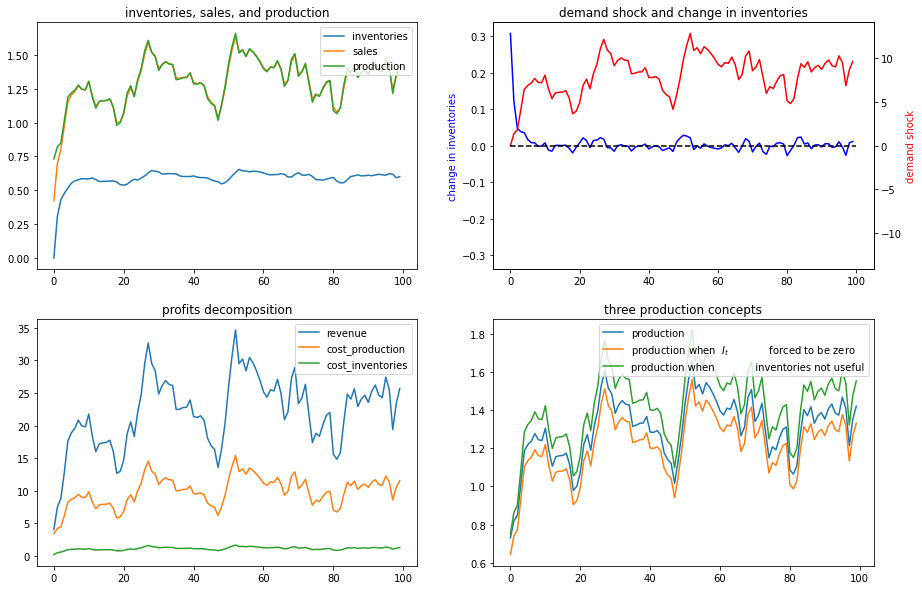 inventories, sales, and production
inventories
sales
production
1.50
1.25
1.00
0.75
0.50
0.25
0.00
0 20 40 60 80 100
demand shock and change in inventories
0.3
0.2
0.1
0.0
−0.1
−0.2
−0.3
change in inventories
10
5
0
−5
−10
demand shock
0 20 40 60 80 100
profits decomposition
revenue
cost_production
cost_inventories
35
30
25
20
15
10
5
0
0 20 40 60 80 100
three production concepts
production
production when I_t forced to be zero
production when inventories not useful
1.8
1.6
1.4
1.2
1.0
0.8
0.6
0 20 40 60 80 100